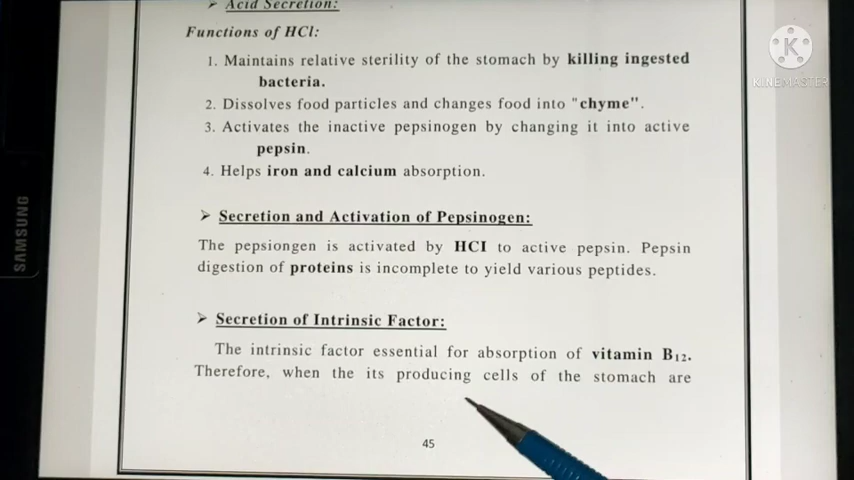 ➢ Acid Secretion:
Functions of HCl:
1. Maintains relative sterility of the stomach by killing ingested
bacteria.
2. Dissolves food particles and changes food into "chyme".
3. Activates the inactive pepsinogen by changing it into active
pepsin.
4. Helps iron and calcium absorption.
➢ Secretion and Activation of Pepsinogen:
The pepsiongen is activated by HCI to active pepsin. Pepsin
digestion of proteins is incomplete to yield various peptides.
➢ Secretion of Intrinsic Factor:
The intrinsic factor essential for absorption of vitamin B₁₂.
Therefore, when the its producing cells of the stomach are
45
SAMSUNG
K
KINEMASTER